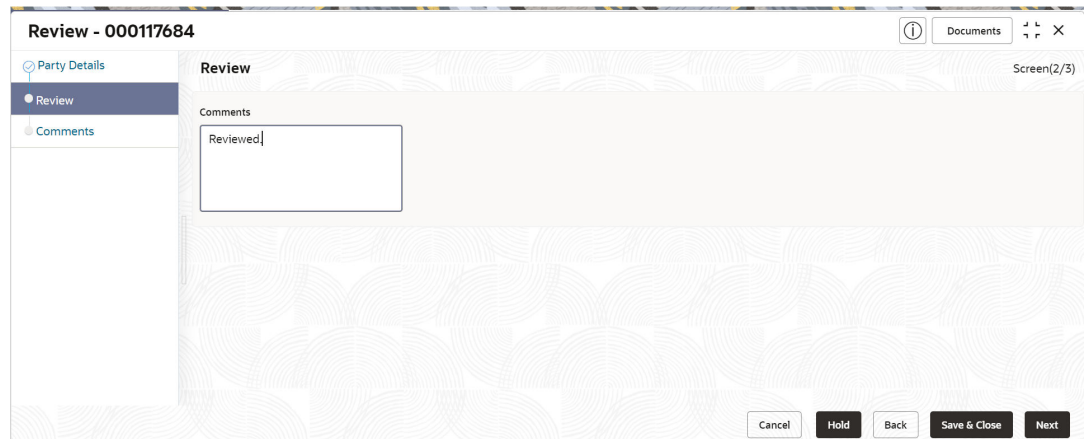 Review - 000117684
Documents
Party Details
Review
Comments
Review
Screen(2/3)
Comments
Reviewed.
Cancel
Hold
Back
Save & Close
Next